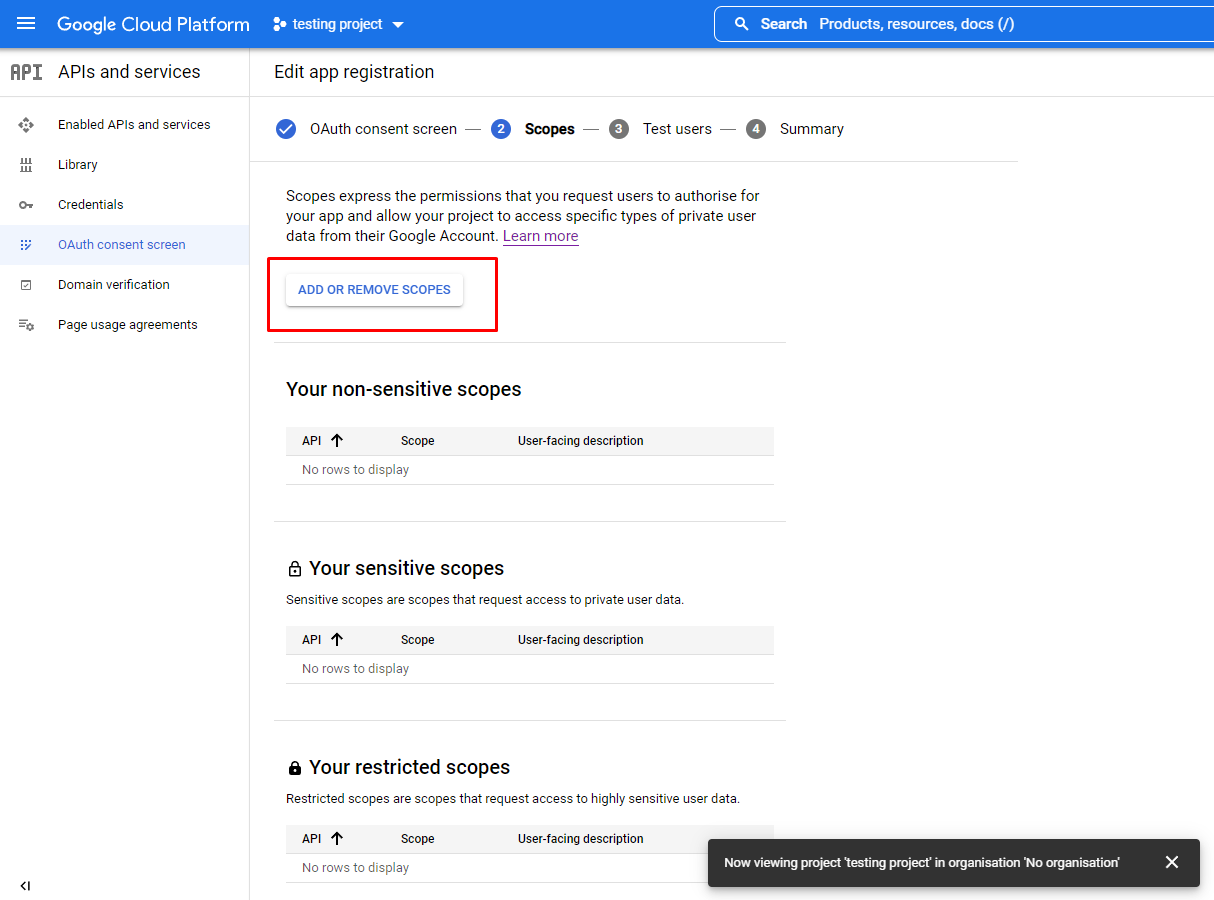 Google Cloud Platform
testing project
Search Products, resources, docs (/)
API APIs and services
Edit app registration
Enabled APIs and services
Library
Credentials
OAuth consent screen
Domain verification
Page usage agreements
OAuth consent screen — 2 Scopes — 3 Test users — 4 Summary
Scopes express the permissions that you request users to authorise for
your app and allow your project to access specific types of private user
data from their Google Account. Learn more
ADD OR REMOVE SCOPES
Your non-sensitive scopes
API Scope User-facing description
No rows to display
Your sensitive scopes
Sensitive scopes are scopes that request access to private user data.
API Scope User-facing description
No rows to display
Your restricted scopes
Restricted scopes are scopes that request access to highly sensitive user data.
API Scope User-facing description
No rows to display
Now viewing project 'testing project' in organisation 'No organisation'